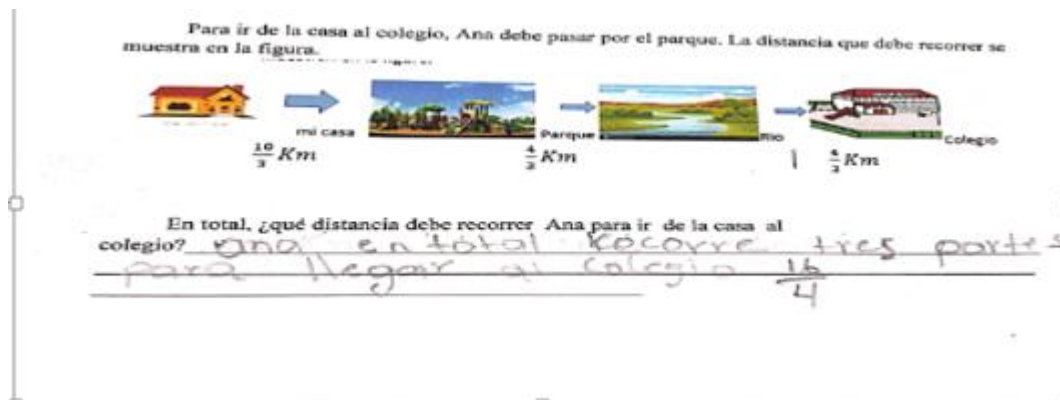 Para ir de la casa al colegio, Ana debe pasar por el parque. La distancia que debe recorrer se
muestra en la figura.
mi casa
Parque
Rio
Colegio
10/3 Km
4/3 Km
4/3 Km
En total, ¿qué distancia debe recorrer Ana para ir de la casa al
colegio? ana en total recorre tres partes
para llegar al colegio 16/4